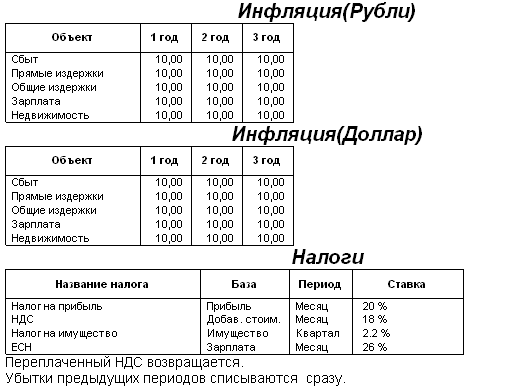 Инфляция(Рубли)
Объект 1 год 2 год 3 год
Сбыт 10,00 10,00 10,00
Прямые издержки 10,00 10,00 10,00
Общие издержки 10,00 10,00 10,00
Зарплата 10,00 10,00 10,00
Недвижимость 10,00 10,00 10,00
Инфляция(Доллар)
Объект 1 год 2 год 3 год
Сбыт 10,00 10,00 10,00
Прямые издержки 10,00 10,00 10,00
Общие издержки 10,00 10,00 10,00
Зарплата 10,00 10,00 10,00
Недвижимость 10,00 10,00 10,00
Налоги
Название налога База Период Ставка
Налог на прибыль Прибыль Месяц 20 %
НДС Добав. стоим. Месяц 18 %
Налог на имущество Имущество Квартал 2.2 %
ЕСН Зарплата Месяц 26 %
Переплаченный НДС возвращается.
Убытки предыдущих периодов списываются сразу.